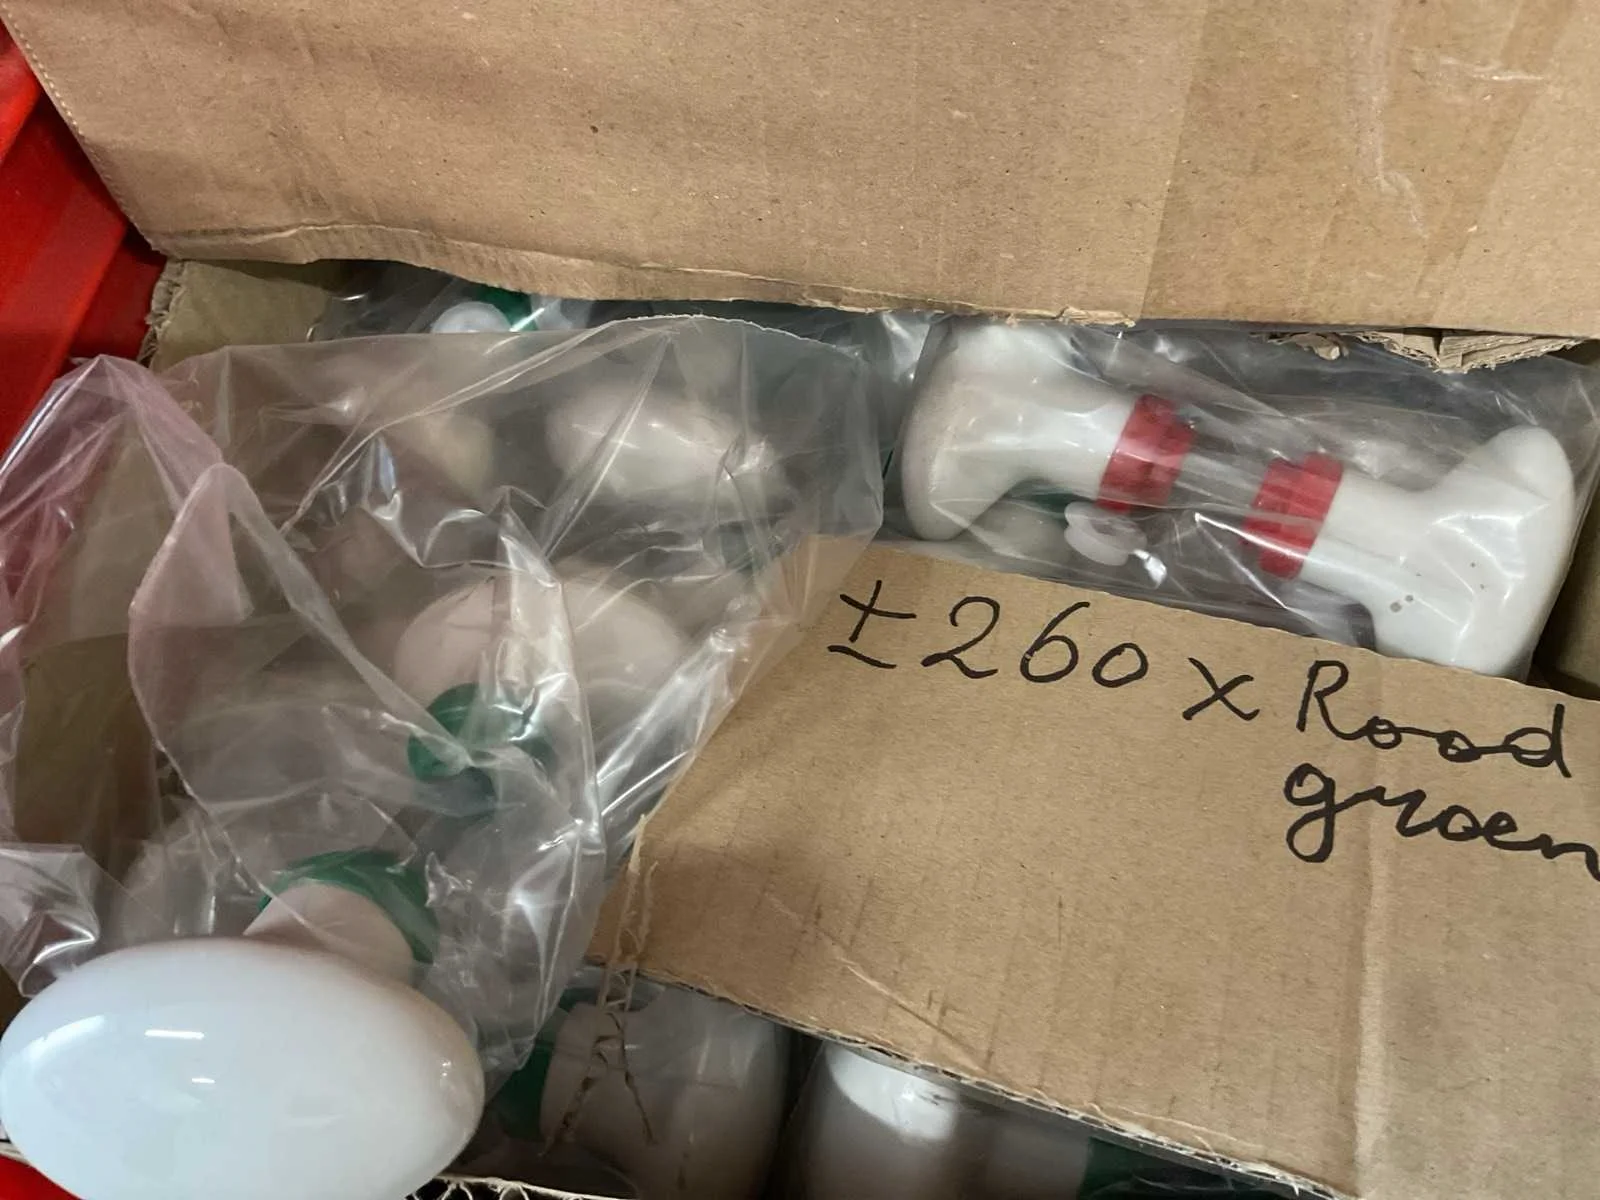 ± 260 x Rood
groen